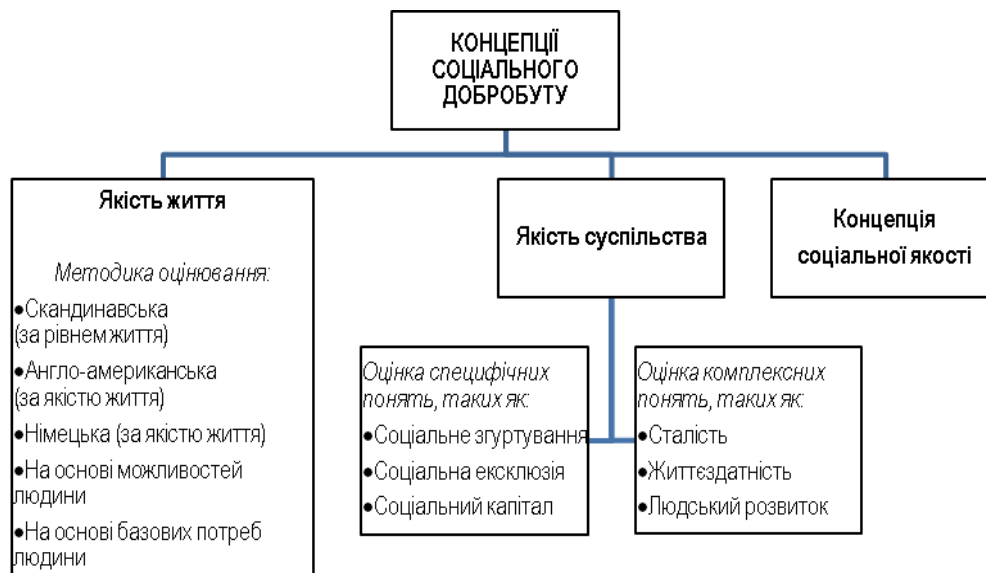 КОНЦЕПЦІЇ
СОЦІАЛЬНОГО
ДОБРОБУТУ
Якість життя
Методика оцінювання:
•Скандинавська
(за рівнем життя)
•Англо-американська
(за якістю життя)
•Німецька (за якістю життя)
•На основі можливостей
людини
•На основі базових потреб
людини
Якість суспільства
Оцінка специфічних
понять, таких як:
•Соціальне згуртування
•Соціальна ексклюзія
•Соціальний капітал
Оцінка комплексних
понять, таких як:
•Сталість
•Життєздатність
•Людський розвиток
Концепція
соціальної якості